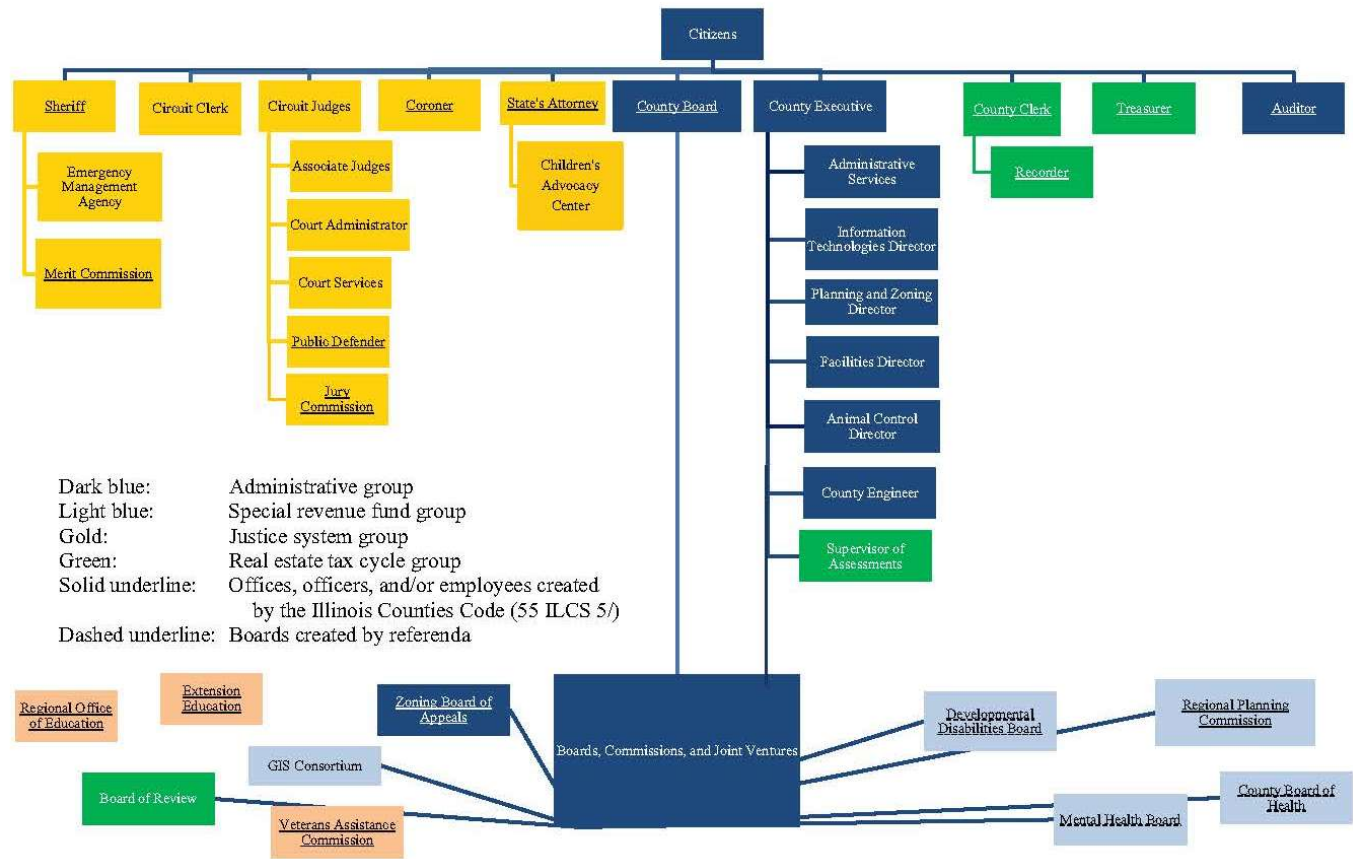 Citizens
Sheriff
Circuit Clerk
Circuit Judges
Coroner
State's Attorney
County Board
County Executive
County Clerk
Treasurer
Auditor
Emergency
Management
Agency
Merit Commission
Associate Judges
Court Administrator
Court Services
Public Defender
Jury
Commission
Children's
Advocacy
Center
Administrative
Services
Information
Technologies Director
Planning and Zoning
Director
Facilities Director
Animal Control
Director
County Engineer
Supervisor of
Assessments
Recorder
Dark blue: Administrative group
Light blue: Special revenue fund group
Gold: Justice system group
Green: Real estate tax cycle group
Solid underline: Offices, officers, and/or employees created
by the Illinois Counties Code (55 ILCS 5/)
Dashed underline: Boards created by referenda
Regional Office
of Education
Extension
Education
Zoning Board of
Appeals
GIS Consortium
Board of Review
Veterans Assistance
Commission
Boards, Commissions, and Joint Ventures
Developmental
Disabilities Board
Regional Planning
Commission
Mental Health Board
County Board of
Health